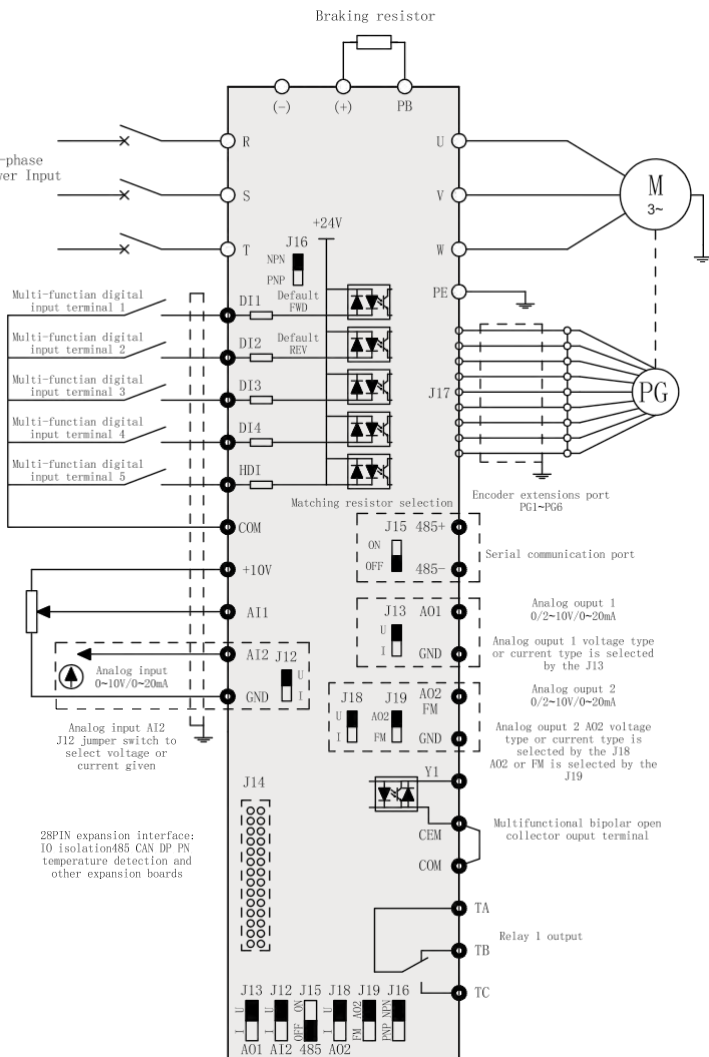 Braking resistor
(-)
(+)
PB
R
-phase
er Input
S
T
U
V
W
M
3~
PE
+24V
J16
NPN
PNP
Multi-functian digital
input terminal 1
DI1
Default
FWD
Multi-functian digital
input terminal 2
DI2
Default
REV
Multi-functian digital
input terminal 3
DI3
Multi-functian digital
input terminal 4
DI4
Multi-functian digital
input terminal 5
HDI
COM
J17
PG
Encoder extensions port
PG1~PG6
Matching resistor selection
J15
485+
ON
OFF
485-
Serial communication port
+10V
AI1
AI2
J12
U
I
GND
Analog input
0~10V/0~20mA
Analog input AI2
J12 jumper switch to
select voltage or
current given
J13
AO1
U
I
GND
Analog ouput 1
0/2~10V/0~20mA
Analog ouput 1 voltage type
or current type is selected
by the J13
J18
J19
AO2
FM
U
I
AO2
FM
GND
Analog ouput 2
0/2~10V/0~20mA
Analog ouput 2 AO2 voltage
type or current type is
selected by the J18
AO2 or FM is selected by the
J19
Y1
CEM
COM
Multifunctional bipolar open
collector ouput terminal
J14
28PIN expansion interface:
IO isolation485 CAN DP PN
temperature detection and
other expansion boards
TA
TB
TC
Relay 1 output
J13 J12 J15 J18 J19 J16
I U
I U
OFF ON
I U
FM AO2
PNP NPN
AO1 AI2 485 AO2